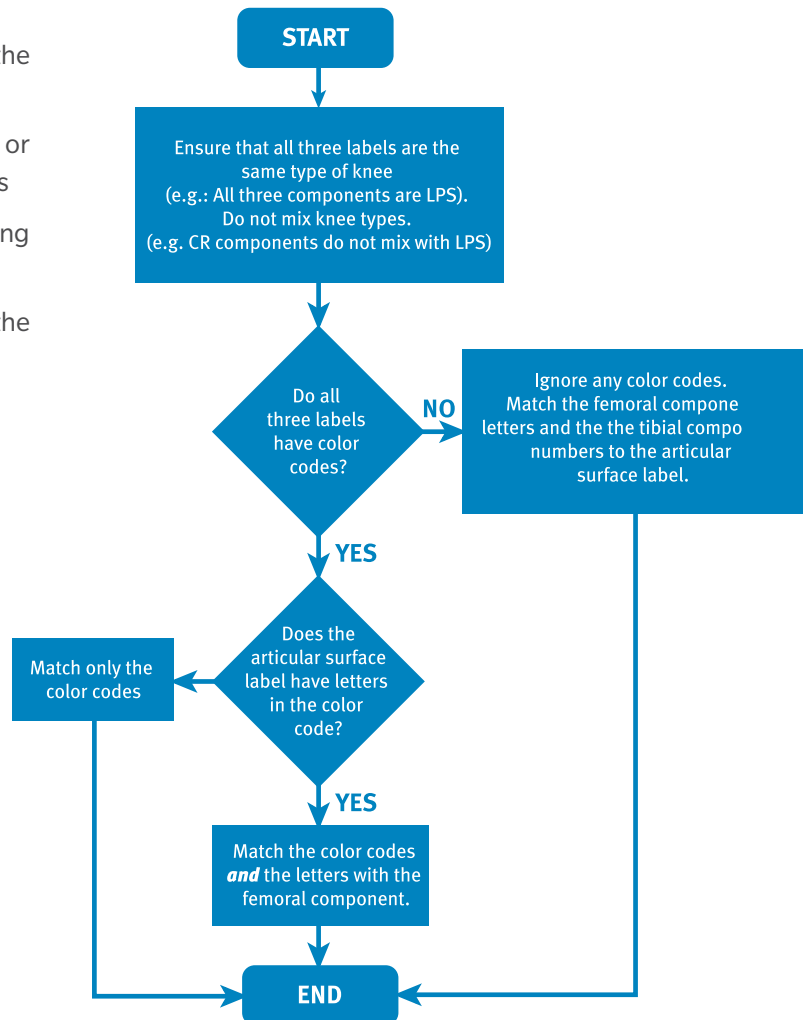 the
or
s
ng
the
START
Ensure that all three labels are the
same type of knee
(e.g.: All three components are LPS).
Do not mix knee types.
(e.g. CR components do not mix with LPS)
Do all
three labels
have color
codes?
NO
Ignore any color codes.
Match the femoral compone
letters and the the tibial compo
numbers to the articular
surface label.
YES
Does the
articular surface
label have letters
in the color
code?
Match only the
color codes
YES
Match the color codes
and the letters with the
femoral component.
END